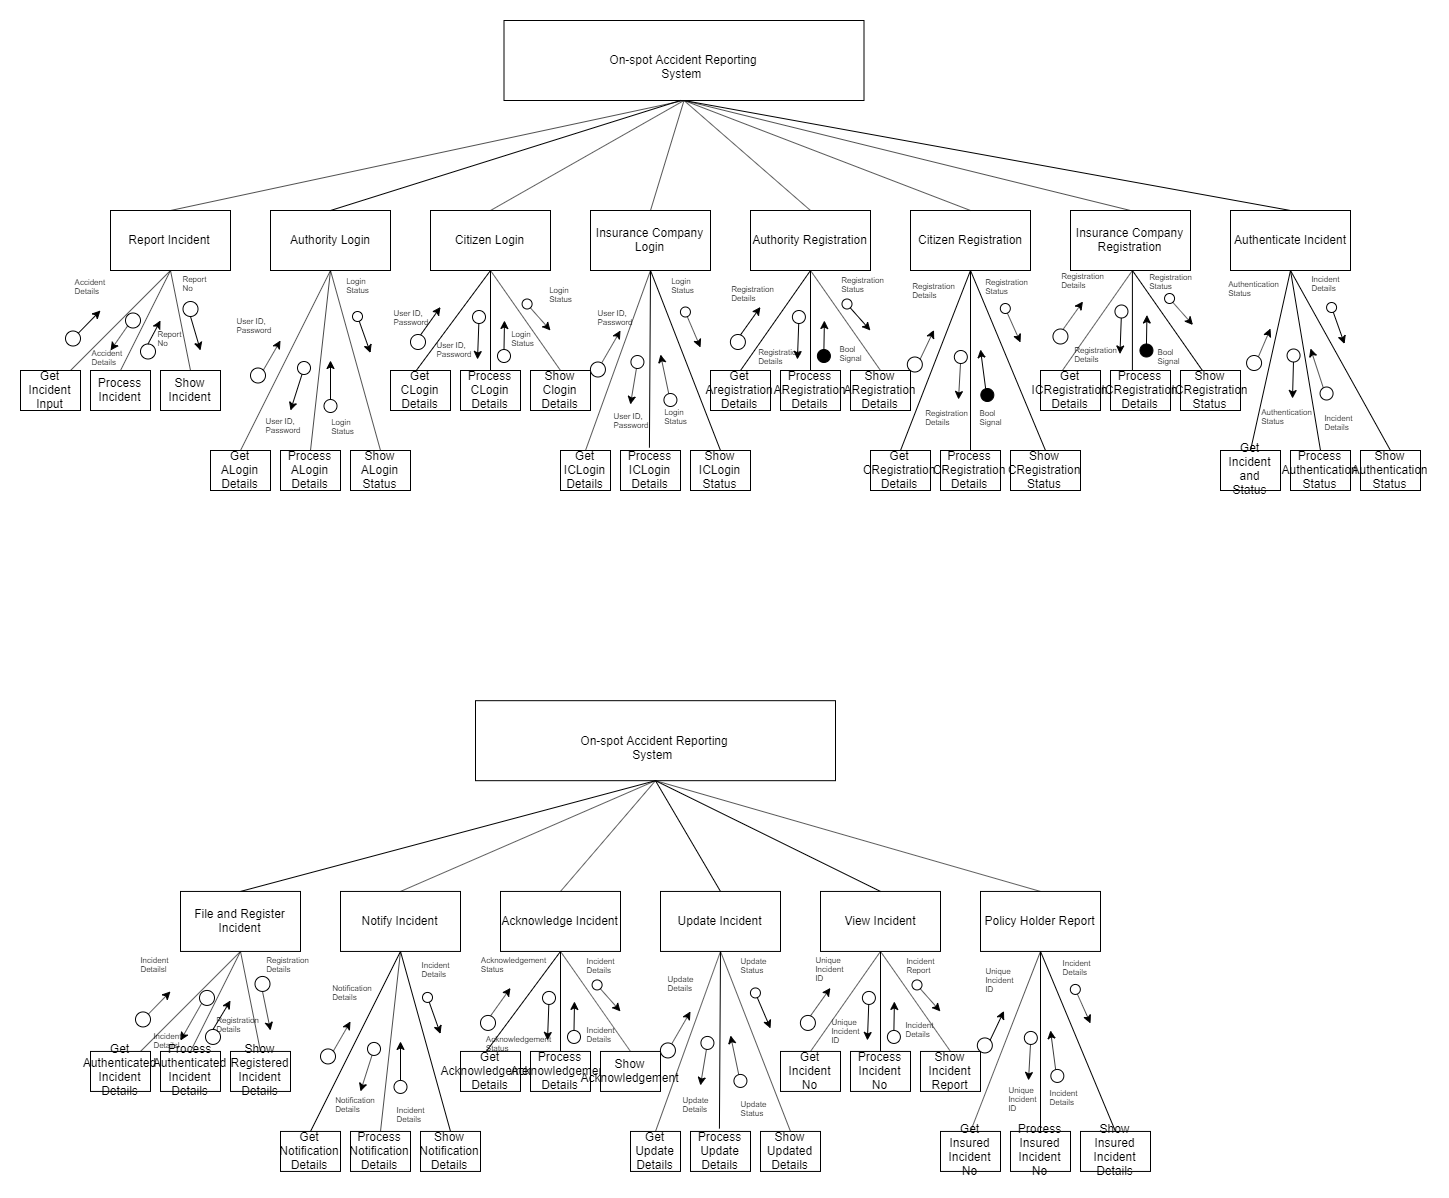 On-spot Accident Reporting
System
Report Incident
Authority Login
Citizen Login
Insurance Company
Login
Authority Registration
Citizen Registration
Insurance Company
Registration
Authenticate Incident
Accident
Details
Report
No
Accident
Details
Report
No
User ID,
Password
Login
Status
User ID,
Password
Login
Status
User ID,
Password
Login
Status
User ID,
Password
Login
Status
User ID,
Password
Login
Status
User ID,
Password
Login
Status
Registration
Details
Registration
Status
Registration
Details
Bool
Signal
Registration
Details
Registration
Status
Registration
Details
Bool
Signal
Registration
Details
Registration
Status
Registration
Details
Bool
Signal
Authentication
Status
Incident
Details
Authentication
Status
Incident
Details
Get
Incident
Input
Process
Incident
Show
Incident
Get
ALogin
Details
Process
ALogin
Details
Show
ALogin
Status
Get
CLogin
Details
Process
CLogin
Details
Show
Clogin
Details
Get
ICLogin
Details
Process
ICLogin
Details
Show
ICLogin
Status
Get
Aregistration
Details
Process
ARegistration
Details
Show
ARegistration
Details
Get
CRegistration
Details
Process
CRegistration
Details
Show
CRegistration
Status
Get
ICRegistration
Details
Process
ICRegistration
Details
Show
ICRegistration
Status
Get
Incident
and
Status
Process
Authentication
Status
Show
Authentication
Status
On-spot Accident Reporting
System
File and Register
Incident
Notify Incident
Acknowledge Incident
Update Incident
View Incident
Policy Holder Report
Incident
Detailsl
Registration
Details
Incident
Details
Registration
Details
Notification
Details
Incident
Details
Notification
Details
Incident
Details
Acknowledgement
Status
Incident
Details
Acknowledgement
Status
Incident
Details
Update
Details
Update
Status
Update
Details
Update
Status
Unique
Incident
ID
Incident
Report
Unique
Incident
ID
Incident
Details
Unique
Incident
ID
Incident
Details
Unique
Incident
ID
Incident
Details
Get
Authenticated
Incident
Details
Process
Authenticated
Incident
Details
Show
Registered
Incident
Details
Get
Notification
Details
Process
Notification
Details
Show
Notification
Details
Get
Acknowledgement
Details
Process
Acknowledgement
Details
Show
Acknowledgement
Get
Update
Details
Process
Update
Details
Show
Updated
Details
Get
Incident
No
Process
Incident
No
Show
Incident
Report
Get
Insured
Incident
No
Process
Insured
Incident
No
Show
Insured
Incident
Details